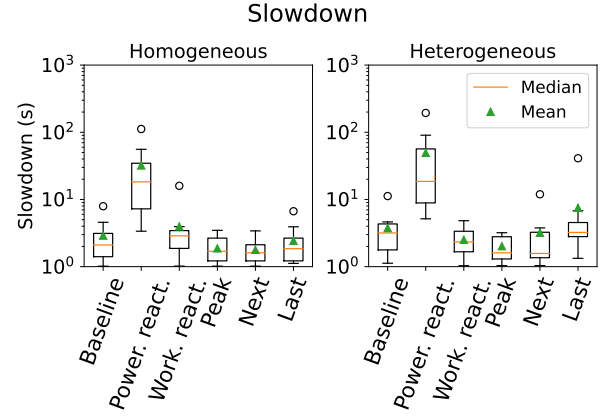 Slowdown
Homogeneous
Heterogeneous
Slowdown (s)
10³
10²
10¹
10⁰
Baseline
Power. react.
Work. react.
Peak
Next
Last
10³
10²
10¹
10⁰
Median
Mean
Baseline
Power. react.
Work. react.
Peak
Next
Last